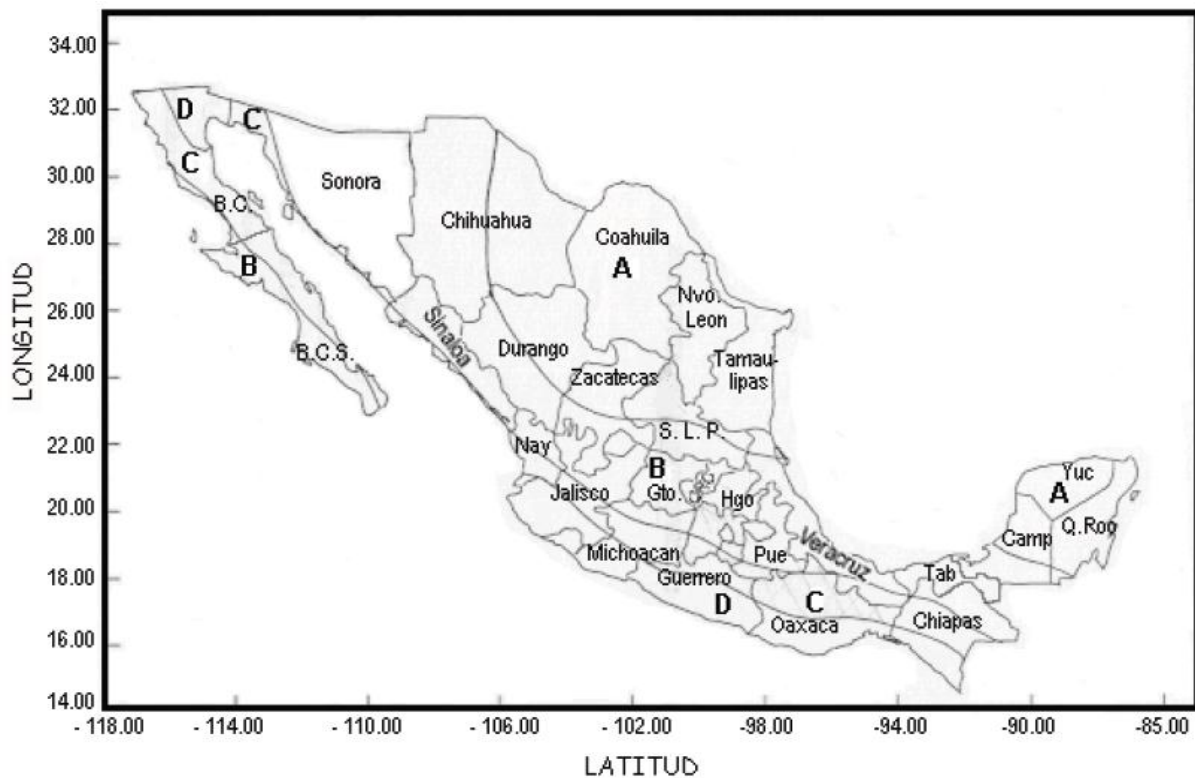 34.00
32.00
30.00
28.00
26.00
24.00
22.00
20.00
18.00
16.00
14.00
LONGITUD
D
C
C
Sonora
B.C.
Chihuahua
Coahuila
B
A
Nvo.
Leon
Sinaloa
B.C.S.
Durango
Tamau-
lipas
Zacatecas
S. L. P.
Nay
B
Yuc
Jalisco
Gto.
Hgo
A
Q. Roo
Camp
Michoacan
Pue
Veracruz
Guerrero
Tab
D
C
Oaxaca
Chiapas
- 118.00
- 114.00
- 110.00
- 106.00
- 102.00
-98.00
-94.00
-90.00
-85.00
LATITUD